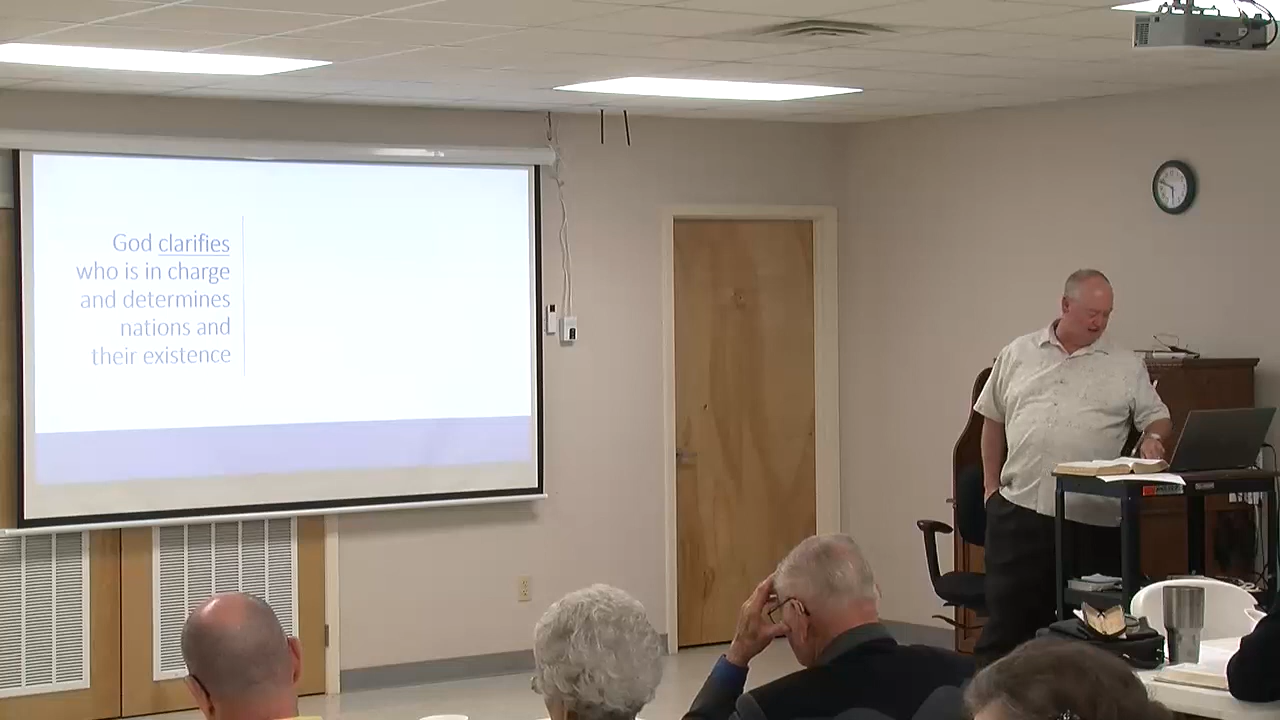 God clarifies
who is in charge
and determines
nations and
their existence